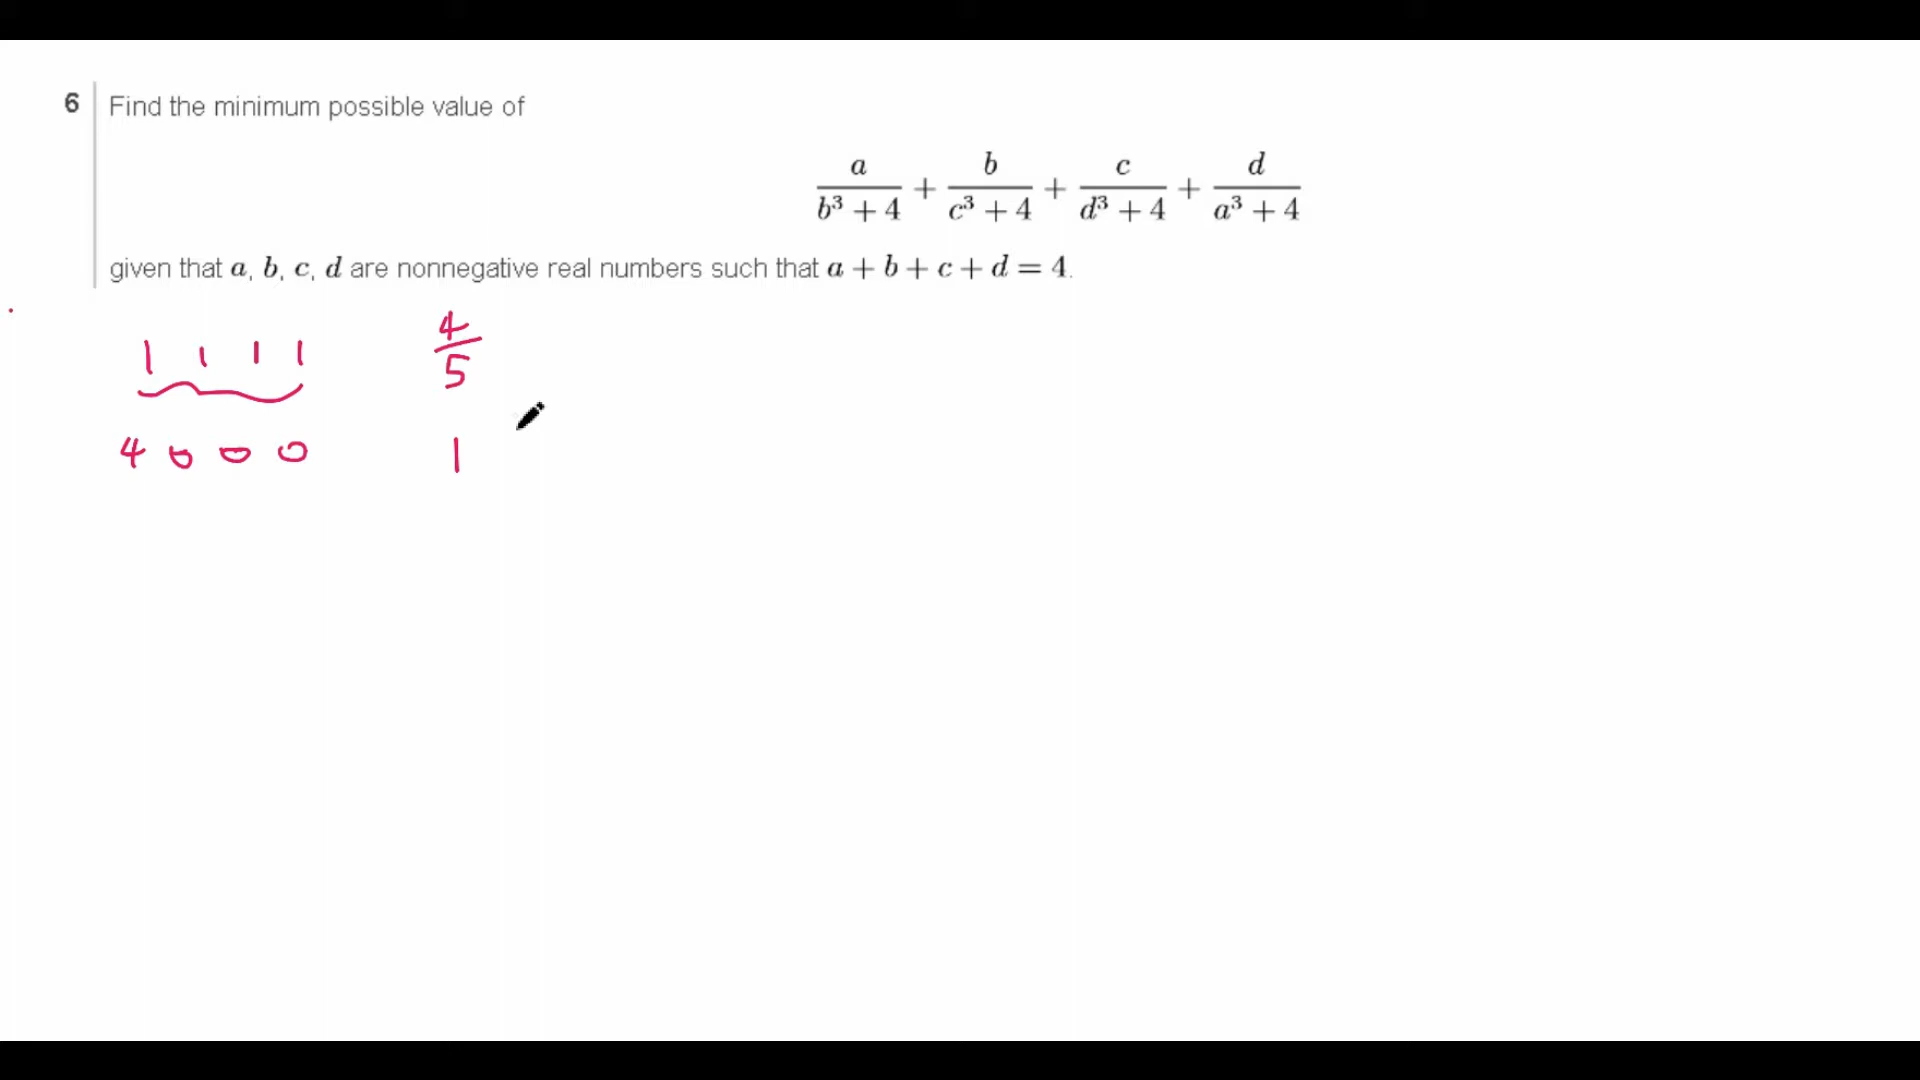 6 Find the minimum possible value of
a/(b³ + 4) + b/(c³ + 4) + c/(d³ + 4) + d/(a³ + 4)
given that a, b, c, d are nonnegative real numbers such that a + b + c + d = 4.
1 1 1 1 4/5
4 0 0 0 1